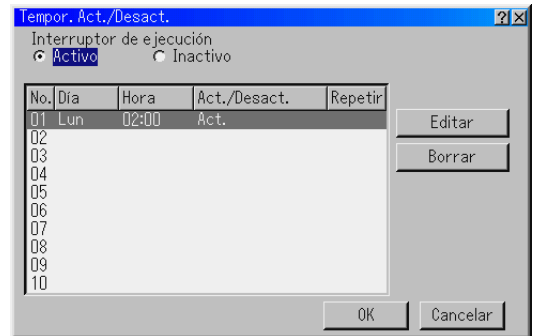 Tempor. Act./Desact.
Interruptor de ejecución
Activo Inactivo
No. Día Hora Act./Desact. Repetir
01 Lun 02:00 Act.
02
03
04
05
06
07
08
09
10
Editar
Borrar
OK Cancelar